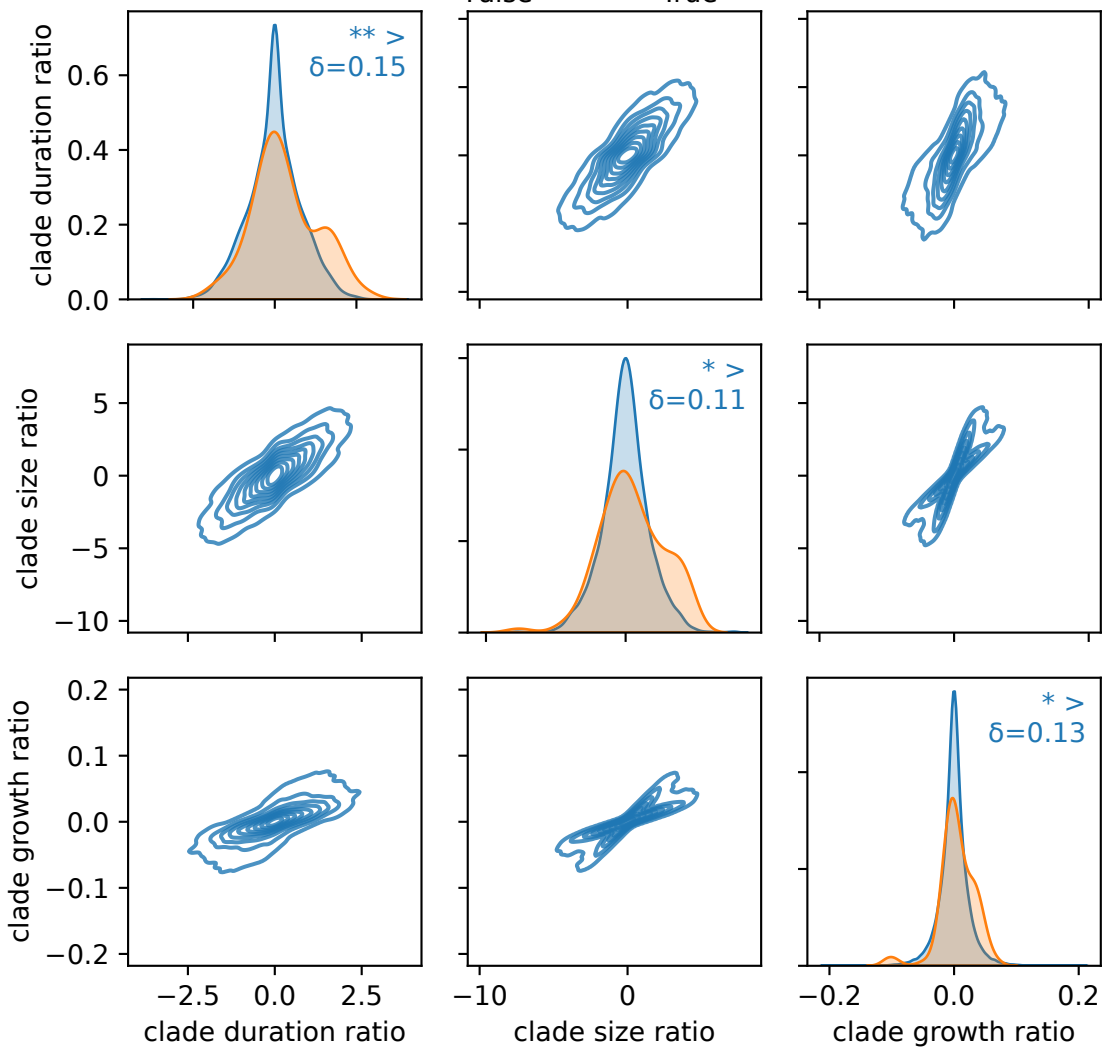 False True
clade duration ratio
0.6
0.4
0.2
0.0
** >
δ=0.15
clade size ratio
5
0
−5
−10
* >
δ=0.11
clade growth ratio
0.2
0.1
0.0
−0.1
−0.2
* >
δ=0.13
−2.5 0.0 2.5 −10 0 −0.2 0.0 0.2
clade duration ratio clade size ratio clade growth ratio